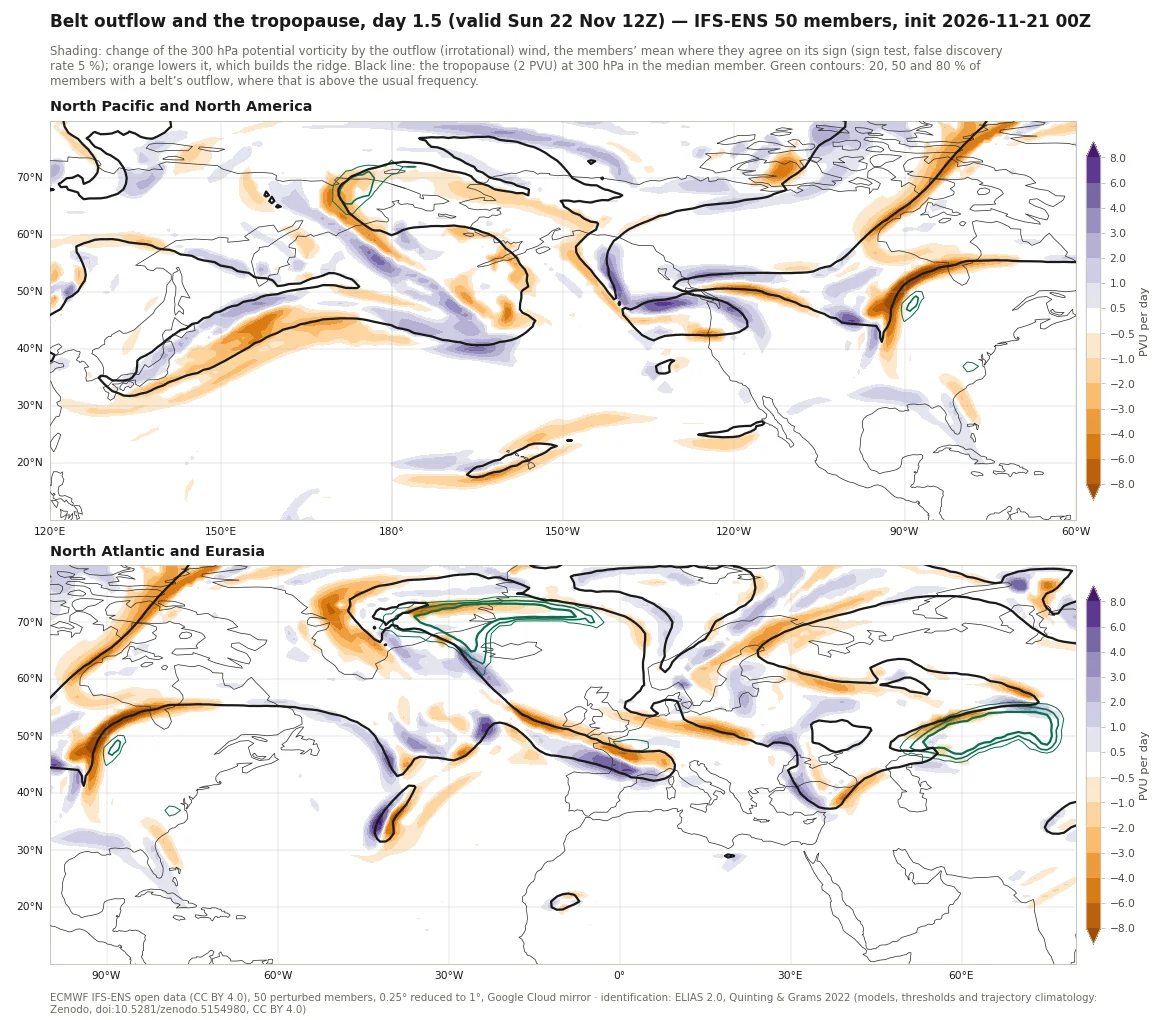 Belt outflow and the tropopause, day 1.5 (valid Sun 22 Nov 12Z) — IFS-ENS 50 members, init 2026-11-21 00Z
Shading: change of the 300 hPa potential vorticity by the outflow (irrotational) wind, the members’ mean where they agree on its sign (sign test, false discovery
rate 5 %); orange lowers it, which builds the ridge. Black line: the tropopause (2 PVU) at 300 hPa in the median member. Green contours: 20, 50 and 80 % of
members with a belt’s outflow, where that is above the usual frequency.
North Pacific and North America
70°N
60°N
50°N
40°N
30°N
20°N
120°E 150°E 180° 150°W 120°W 90°W 60°W
8.0
6.0
4.0
3.0
2.0
1.0
0.5
−0.5
−1.0
−2.0
−3.0
−4.0
−6.0
−8.0
PVU per day
North Atlantic and Eurasia
70°N
60°N
50°N
40°N
30°N
20°N
90°W 60°W 30°W 0° 30°E 60°E
8.0
6.0
4.0
3.0
2.0
1.0
0.5
−0.5
−1.0
−2.0
−3.0
−4.0
−6.0
−8.0
PVU per day
ECMWF IFS-ENS open data (CC BY 4.0), 50 perturbed members, 0.25° reduced to 1°, Google Cloud mirror · identification: ELIAS 2.0, Quinting & Grams 2022 (models, thresholds and trajectory climatology:
Zenodo, doi:10.5281/zenodo.5154980, CC BY 4.0)